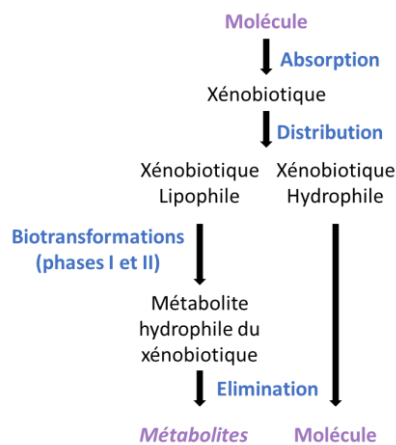 Molécule
Absorption
Xénobiotique
Distribution
Xénobiotique
Lipophile
Xénobiotique
Hydrophile
Biotransformations
(phases I et II)
Métabolite
hydrophile du
xénobiotique
Elimination
Métabolites
Molécule